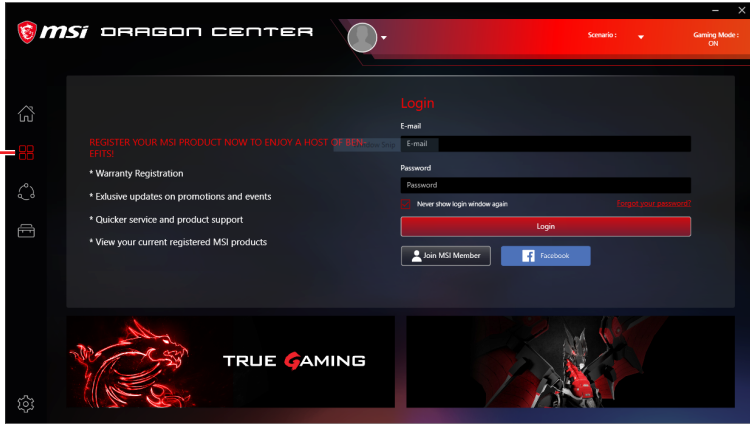 msi DRAGON CENTER
Scenario :
Gaming Mode :
ON
Login
E-mail
REGISTER YOUR MSI PRODUCT NOW TO ENJOY A HOST OF BEN-
EFITS!
E-mail
* Warranty Registration
Password
Password
* Exlusive updates on promotions and events
Never show login window again
Forgot your password?
* Quicker service and product support
Login
* View your current registered MSI products
Join MSI Member
Facebook
TRUE GAMING